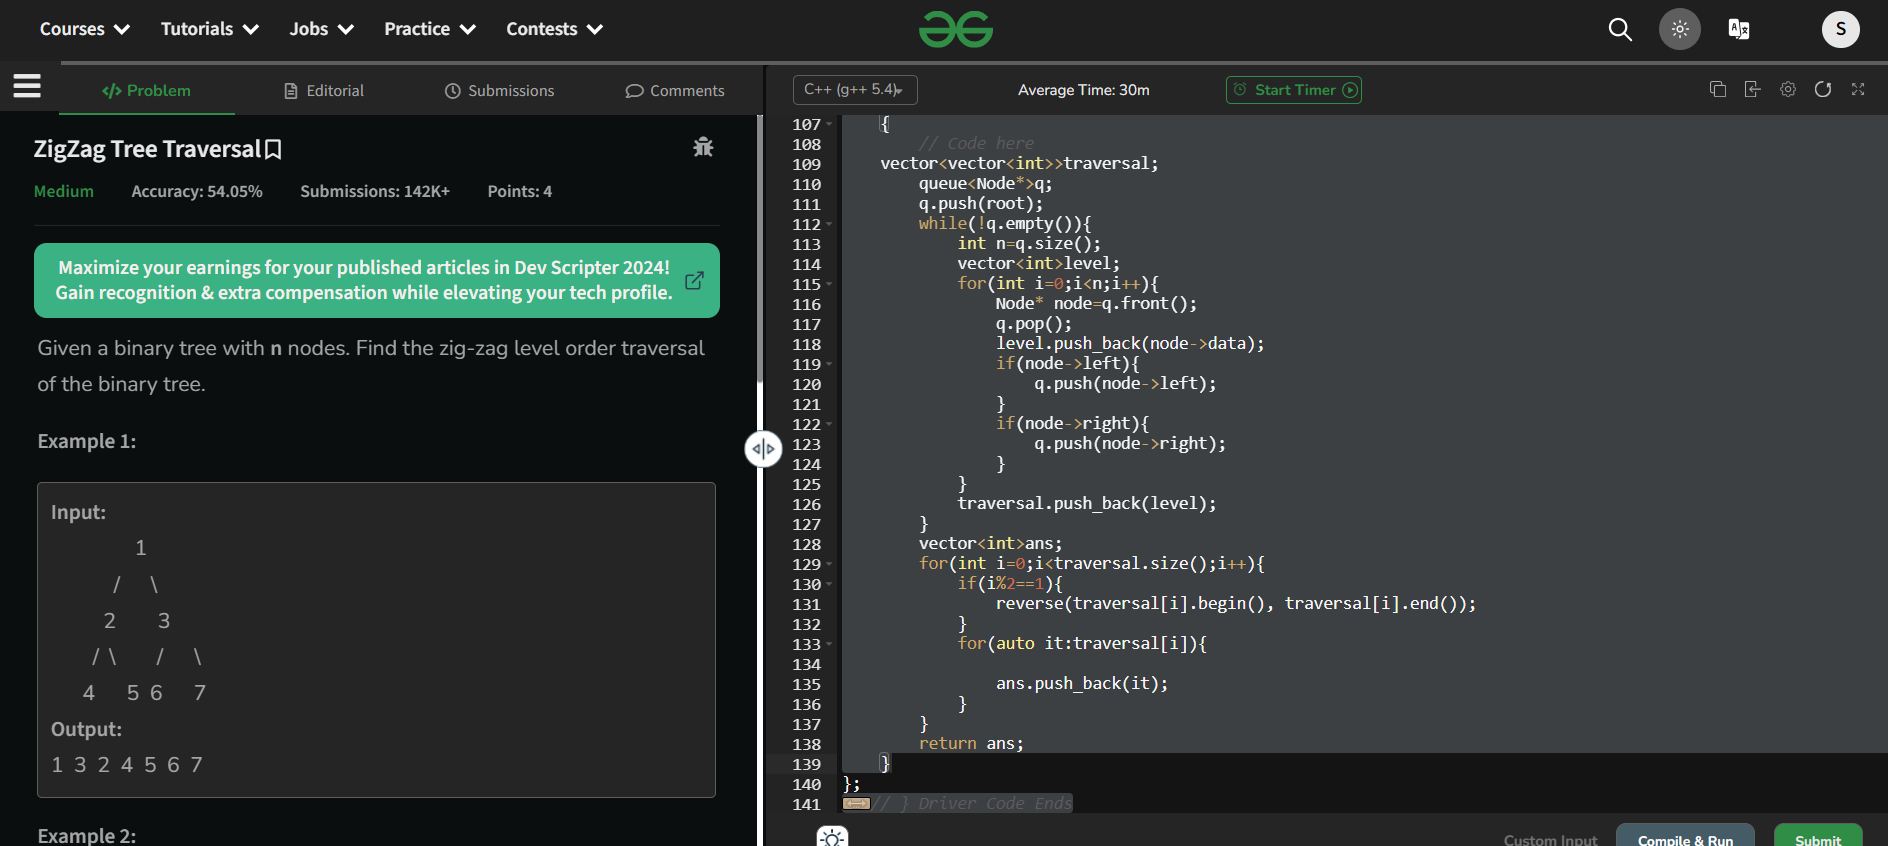 Courses Tutorials Jobs Practice Contests S
Problem Editorial Submissions Comments
C++ (g++ 5.4) Average Time: 30m Start Timer
ZigZag Tree Traversal
Medium Accuracy: 54.05% Submissions: 142K+ Points: 4
Maximize your earnings for your published articles in Dev Scripter 2024!
Gain recognition & extra compensation while elevating your tech profile.
Given a binary tree with n nodes. Find the zig-zag level order traversal
of the binary tree.
Example 1:
Input:
1
/ \
2 3
/ \ / \
4 5 6 7
Output:
1 3 2 4 5 6 7
Example 2:
107 {
108 // Code here
109 vector<vector<int>>traversal;
110 queue<Node*>q;
111 q.push(root);
112 while(!q.empty()){
113 int n=q.size();
114 vector<int>level;
115 for(int i=0;i<n;i++){
116 Node* node=q.front();
117 q.pop();
118 level.push_back(node->data);
119 if(node->left){
120 q.push(node->left);
121 }
122 if(node->right){
123 q.push(node->right);
124 }
125 }
126 traversal.push_back(level);
127 }
128 vector<int>ans;
129 for(int i=0;i<traversal.size();i++){
130 if(i%2==1){
131 reverse(traversal[i].begin(), traversal[i].end());
132 }
133 for(auto it:traversal[i]){
134
135 ans.push_back(it);
136 }
137 }
138 return ans;
139 }
140 };
141 // } Driver Code Ends
Custom Input Compile & Run Submit